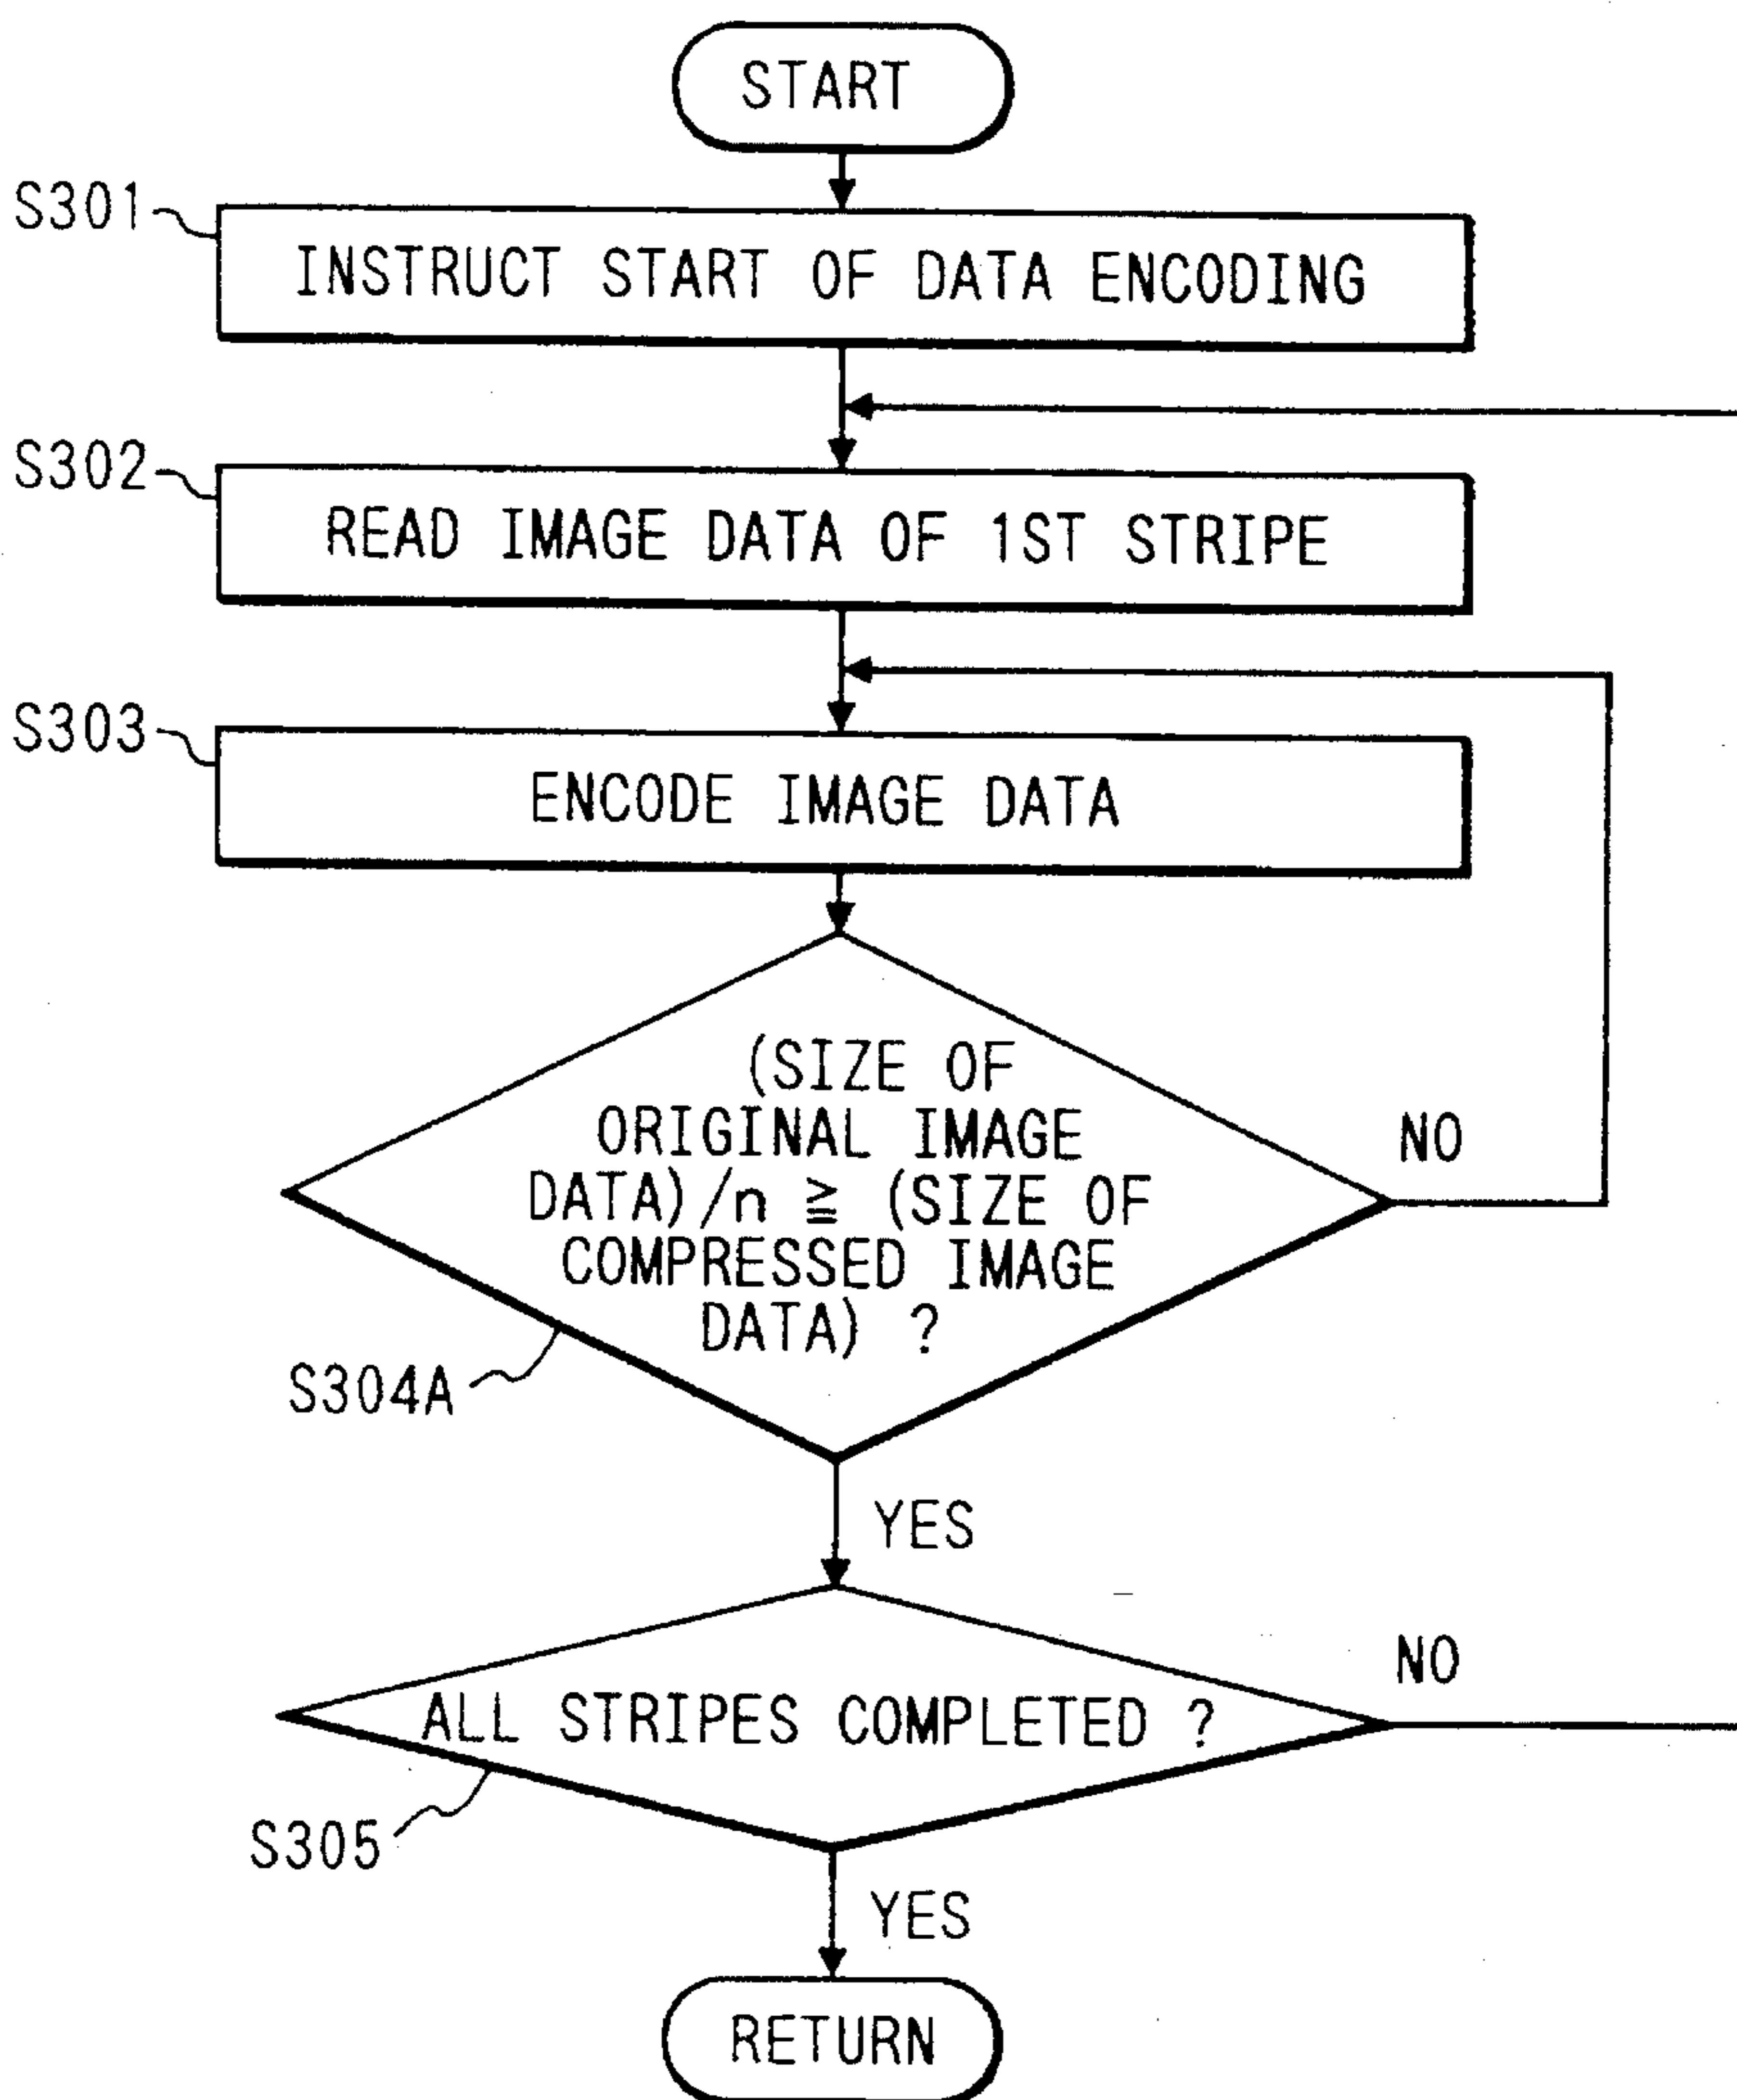 START
S301
INSTRUCT START OF DATA ENCODING
S302
READ IMAGE DATA OF 1ST STRIPE
S303
ENCODE IMAGE DATA
(SIZE OF
ORIGINAL IMAGE
DATA)/n ≧ (SIZE OF
COMPRESSED IMAGE
DATA) ?
NO
S304A
YES
ALL STRIPES COMPLETED ?
NO
S305
YES
RETURN